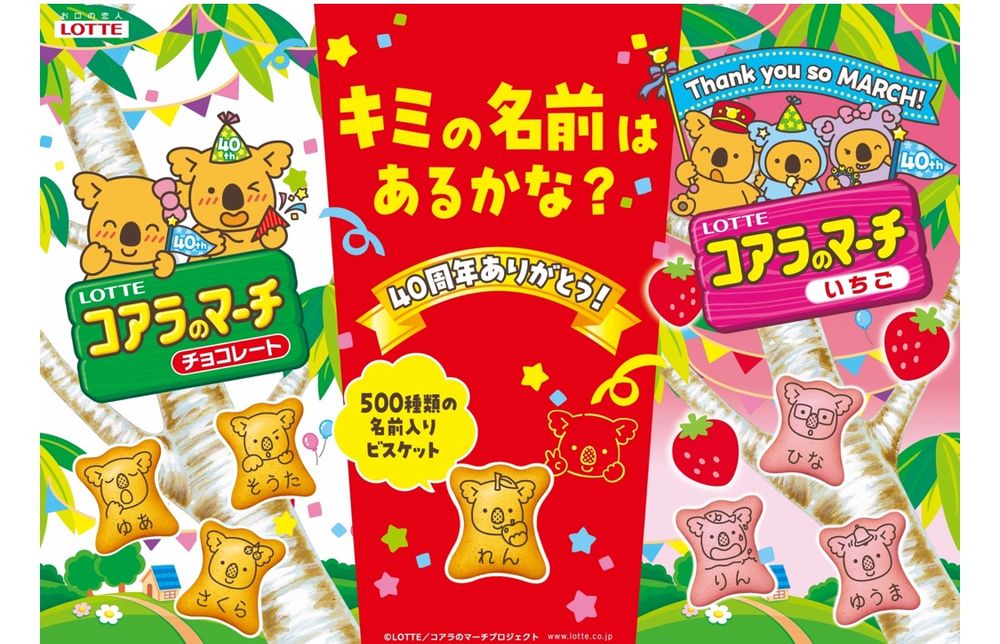 お口の恋人
LOTTE
40th
40th
LOTTE
コアラのマーチ
チョコレート
ゆあ
そうた
さくら
キミの名前は
あるかな?
40周年ありがとう!
500種類の
名前入り
ビスケット
れん
Thank you so MARCH!
40th
LOTTE
コアラのマーチ
いちご
ひな
りん
ゆうま
©LOTTE/コアラのマーチプロジェクト www.lotte.co.jp